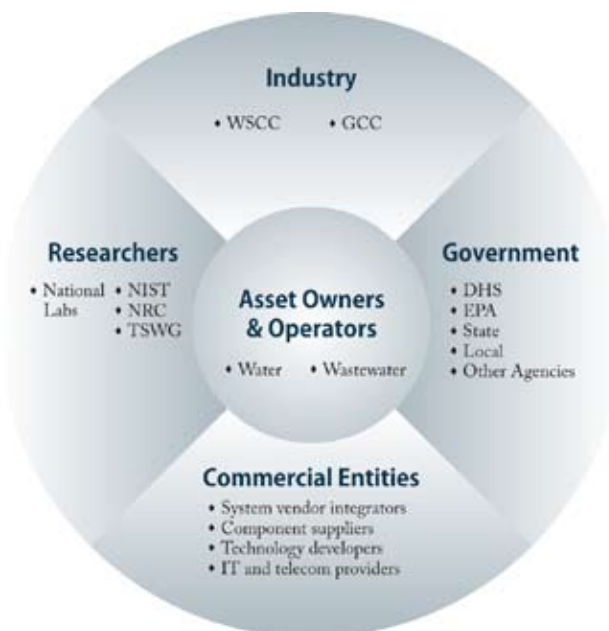 Industry
• WSCC • GCC
Researchers
• National Labs
• NIST
• NRC
• TSWG
Asset Owners
& Operators
• Water • Wastewater
Government
• DHS
• EPA
• State
• Local
• Other Agencies
Commercial Entities
• System vendor integrators
• Component suppliers
• Technology developers
• IT and telecom providers